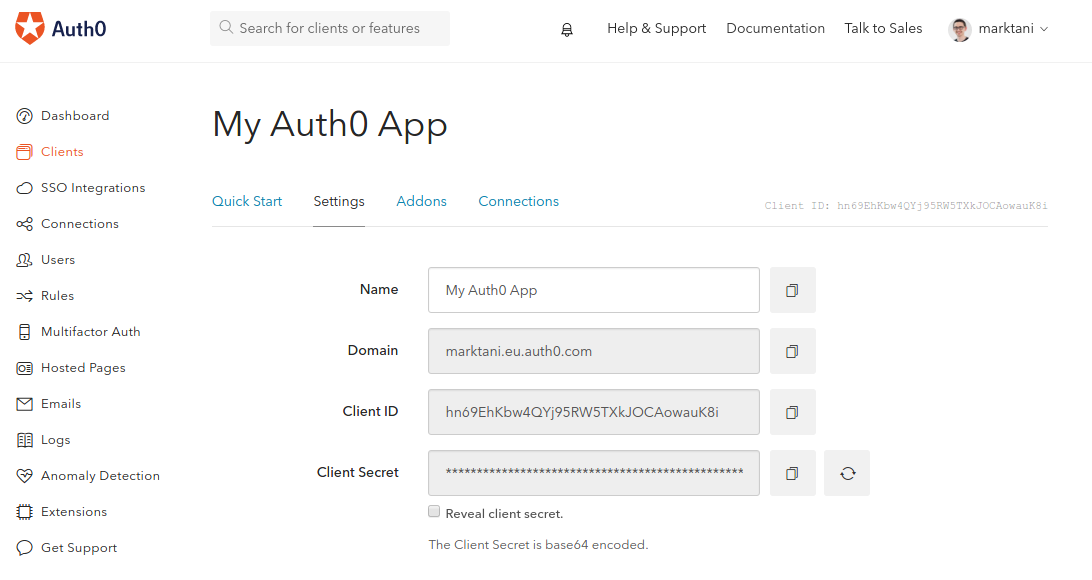 Auth0
Search for clients or features
Help & Support
Documentation
Talk to Sales
marktani
Dashboard
Clients
SSO Integrations
Connections
Users
Rules
Multifactor Auth
Hosted Pages
Emails
Logs
Anomaly Detection
Extensions
Get Support
My Auth0 App
Quick Start
Settings
Addons
Connections
Client ID: hn69EhKbw4QYj95RW5TXkJOCAowauK8i
Name
My Auth0 App
Domain
marktani.eu.auth0.com
Client ID
hn69EhKbw4QYj95RW5TXkJOCAowauK8i
Client Secret
************************************************
Reveal client secret.
The Client Secret is base64 encoded.